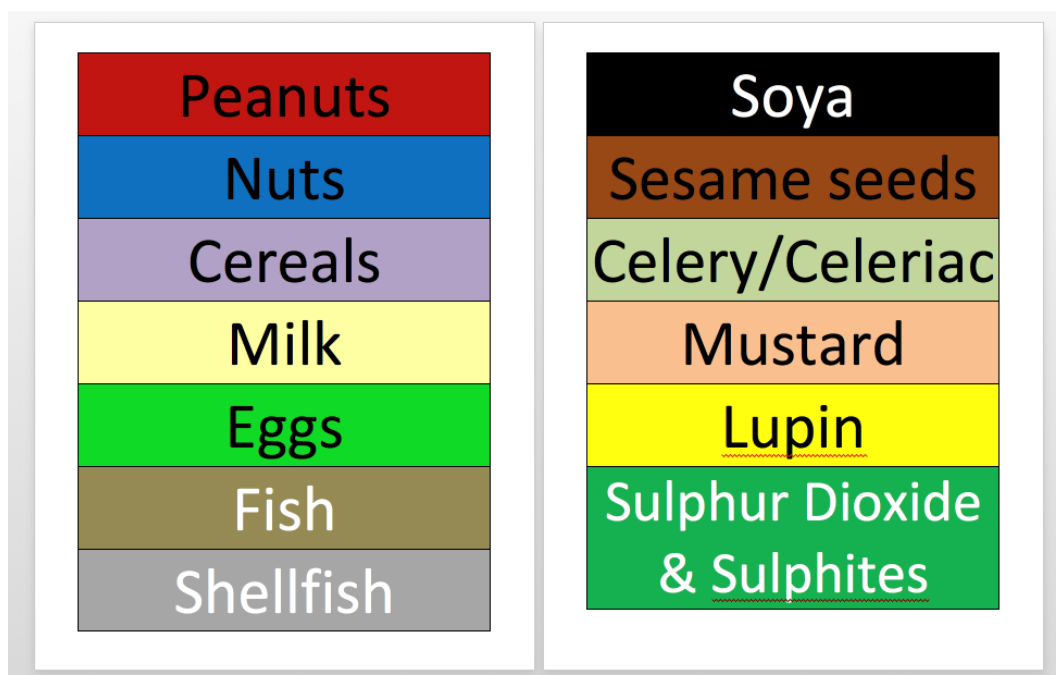 Peanuts
Nuts
Cereals
Milk
Eggs
Fish
Shellfish
Soya
Sesame seeds
Celery/Celeriac
Mustard
Lupin
Sulphur Dioxide
& Sulphites